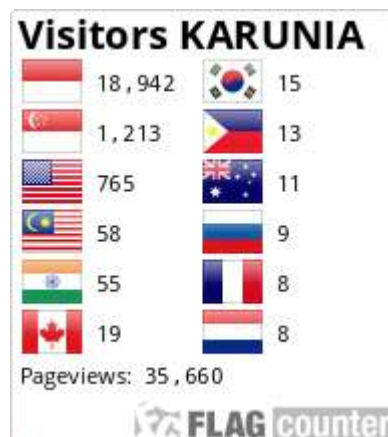 Visitors KARUNIA
18,942 15
1,213 13
765 11
58 9
55 8
19 8
Pageviews: 35,660
FLAG counter